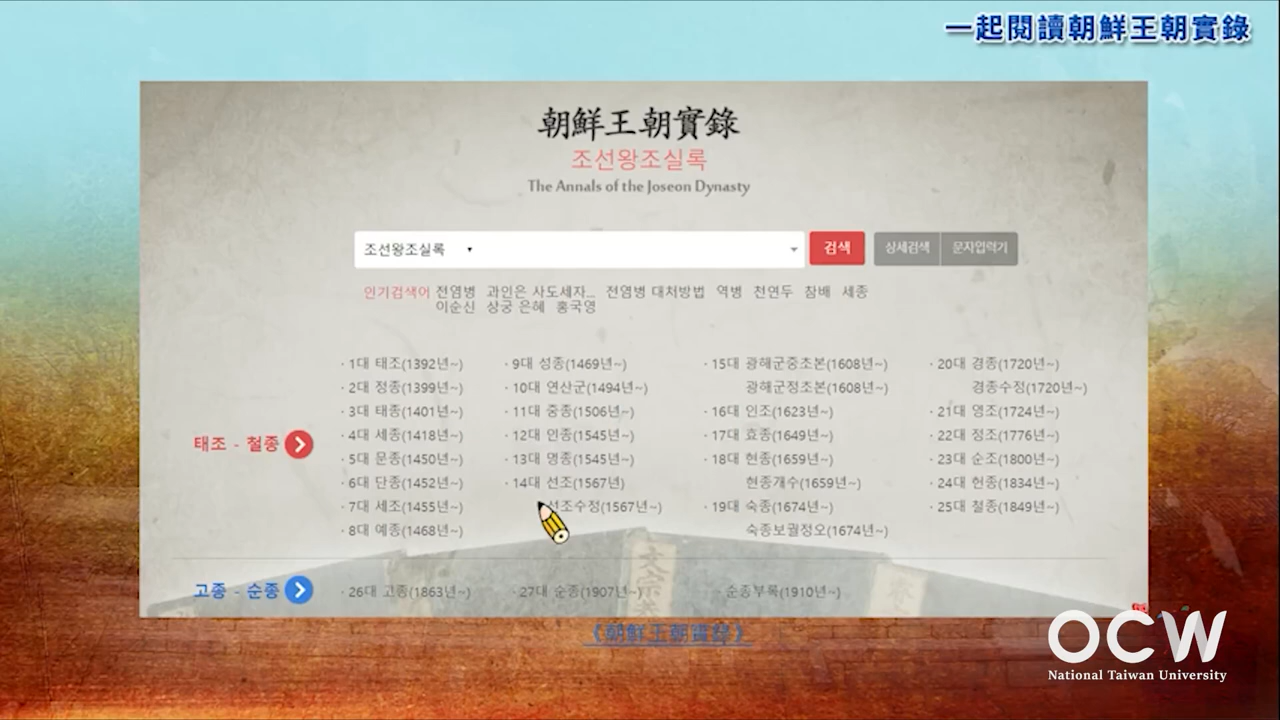 一起閱讀朝鮮王朝實錄
朝鮮王朝實錄
조선왕조실록
The Annals of the Joseon Dynasty
조선왕조실록 검색 상세검색 문자입력기
인기검색어 전염병 과인은 사도세자... 전염병 대처방법 역병 천연두 참배 세종
이순신 상궁 은혜 홍국영
· 1대 태조(1392년~) · 9대 성종(1469년~) · 15대 광해군중초본(1608년~) · 20대 경종(1720년~)
· 2대 정종(1399년~) · 10대 연산군(1494년~) 광해군정초본(1608년~) 경종수정(1720년~)
· 3대 태종(1401년~) · 11대 중종(1506년~) · 16대 인조(1623년~) · 21대 영조(1724년~)
· 4대 세종(1418년~) · 12대 인종(1545년~) · 17대 효종(1649년~) · 22대 정조(1776년~)
태조 - 철종
· 5대 문종(1450년~) · 13대 명종(1545년~) · 18대 현종(1659년~) · 23대 순조(1800년~)
· 6대 단종(1452년~) · 14대 선조(1567년) 현종개수(1659년~) · 24대 헌종(1834년~)
· 7대 세조(1455년~) 선조수정(1567년~) · 19대 숙종(1674년~) · 25대 철종(1849년~)
· 8대 예종(1468년~) 숙종보궐정오(1674년~)
고종 - 순종 · 26대 고종(1863년~) · 27대 순종(1907년~) · 순종부록(1910년~)
文宗
《朝鮮王朝實錄》
OCW
National Taiwan University